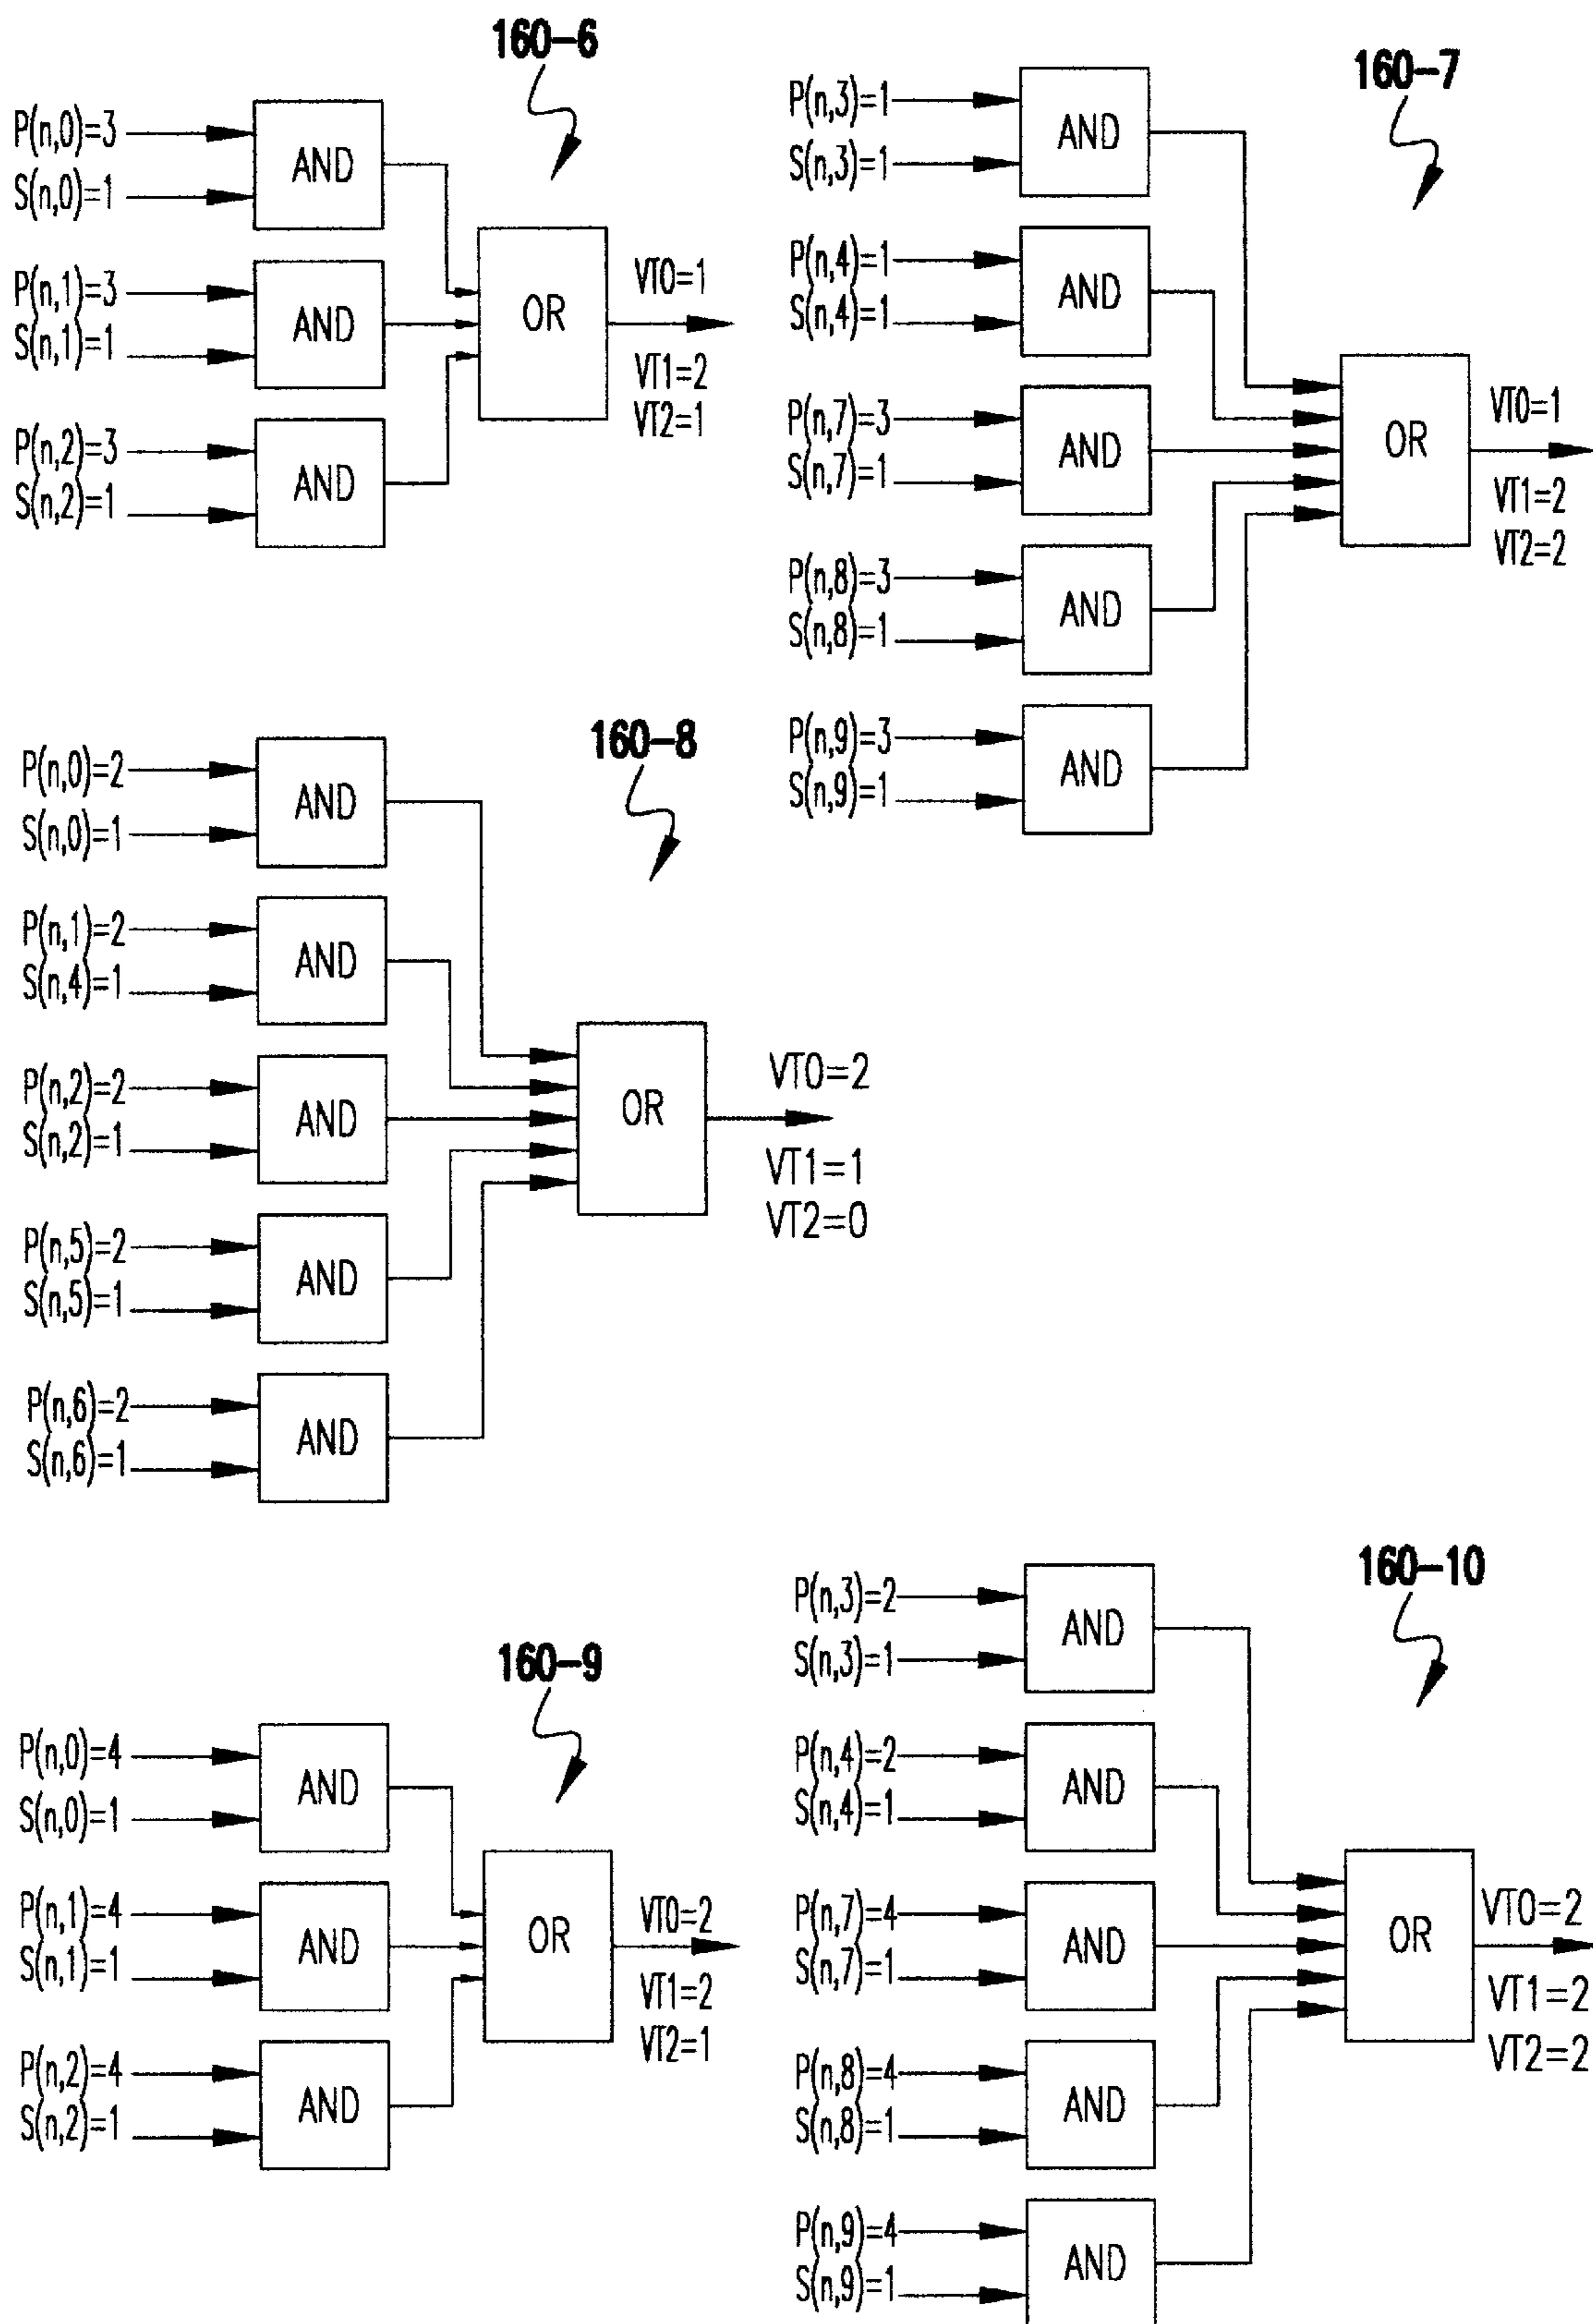 160-6
P(n,0)=3
S(n,0)=1
AND
P(n,1)=3
S(n,1)=1
AND
P(n,2)=3
S(n,2)=1
AND
OR
VT0=1
VT1=2
VT2=1
160-7
P(n,3)=1
S(n,3)=1
AND
P(n,4)=1
S(n,4)=1
AND
P(n,7)=3
S(n,7)=1
AND
P(n,8)=3
S(n,8)=1
AND
P(n,9)=3
S(n,9)=1
AND
OR
VT0=1
VT1=2
VT2=2
160-8
P(n,0)=2
S(n,0)=1
AND
P(n,1)=2
S(n,4)=1
AND
P(n,2)=2
S(n,2)=1
AND
P(n,5)=2
S(n,5)=1
AND
P(n,6)=2
S(n,6)=1
AND
OR
VT0=2
VT1=1
VT2=0
160-9
P(n,0)=4
S(n,0)=1
AND
P(n,1)=4
S(n,1)=1
AND
P(n,2)=4
S(n,2)=1
AND
OR
VT0=2
VT1=2
VT2=1
160-10
P(n,3)=2
S(n,3)=1
AND
P(n,4)=2
S(n,4)=1
AND
P(n,7)=4
S(n,7)=1
AND
P(n,8)=4
S(n,8)=1
AND
P(n,9)=4
S(n,9)=1
AND
OR
VT0=2
VT1=2
VT2=2